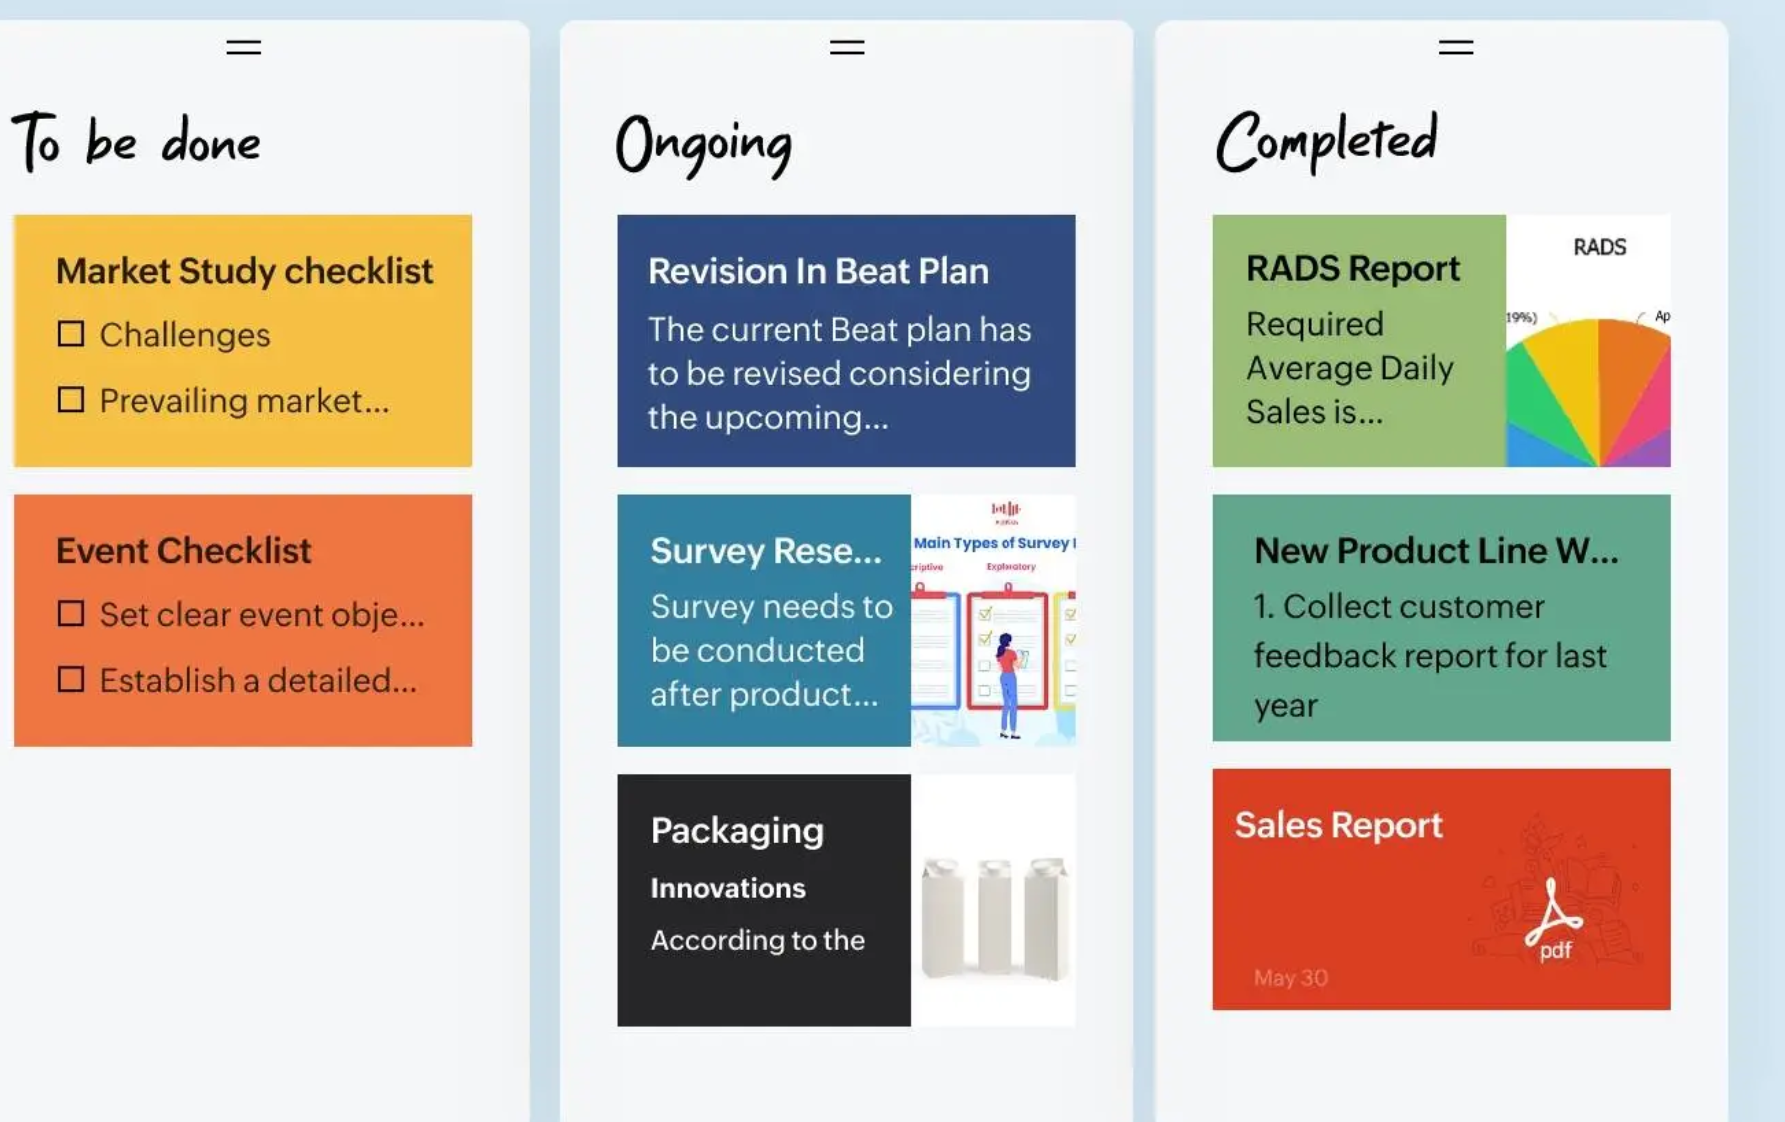 To be done
Market Study checklist
Challenges
Prevailing market...
Event Checklist
Set clear event obje...
Establish a detailed...
Ongoing
Revision In Beat Plan
The current Beat plan has
to be revised considering
the upcoming...
Survey Rese...
Survey needs to
be conducted
after product...
Main Types of Survey
criptive
Exploratory
Packaging
Innovations
According to the
Completed
RADS Report
Required
Average Daily
Sales is...
RADS
19%)
Ap
New Product Line W...
1. Collect customer
feedback report for last
year
Sales Report
pdf
May 30